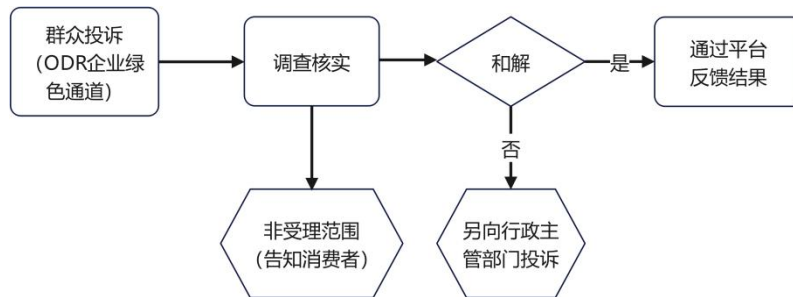 群众投诉
（ODR企业绿
色通道）
调查核实
和解
是
通过平台
反馈结果
否
非受理范围
（告知消费者）
另向行政主
管部门投诉